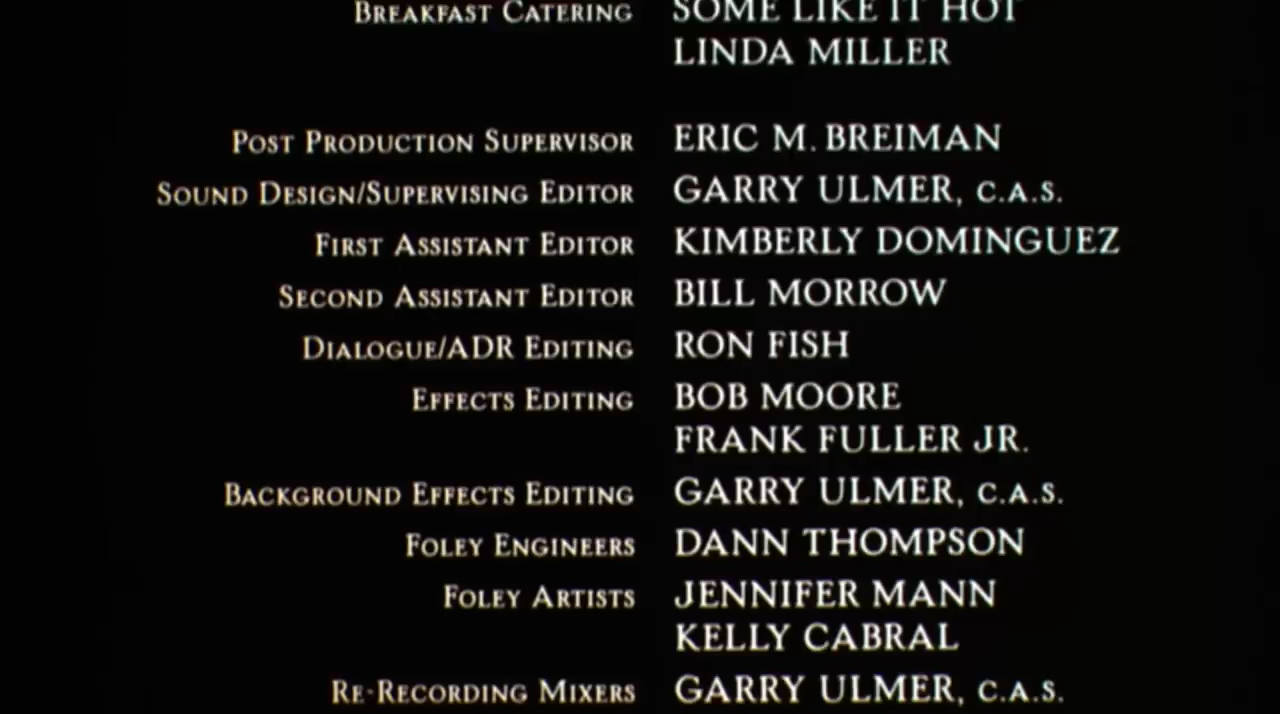 BREAKFAST CATERING SOME LIKE IT HOT
LINDA MILLER
POST PRODUCTION SUPERVISOR ERIC M. BREIMAN
SOUND DESIGN/SUPERVISING EDITOR GARRY ULMER, C.A.S.
FIRST ASSISTANT EDITOR KIMBERLY DOMINGUEZ
SECOND ASSISTANT EDITOR BILL MORROW
DIALOGUE/ADR EDITING RON FISH
EFFECTS EDITING BOB MOORE
FRANK FULLER JR.
BACKGROUND EFFECTS EDITING GARRY ULMER, C.A.S.
FOLEY ENGINEERS DANN THOMPSON
FOLEY ARTISTS JENNIFER MANN
KELLY CABRAL
RE-RECORDING MIXERS GARRY ULMER, C.A.S.